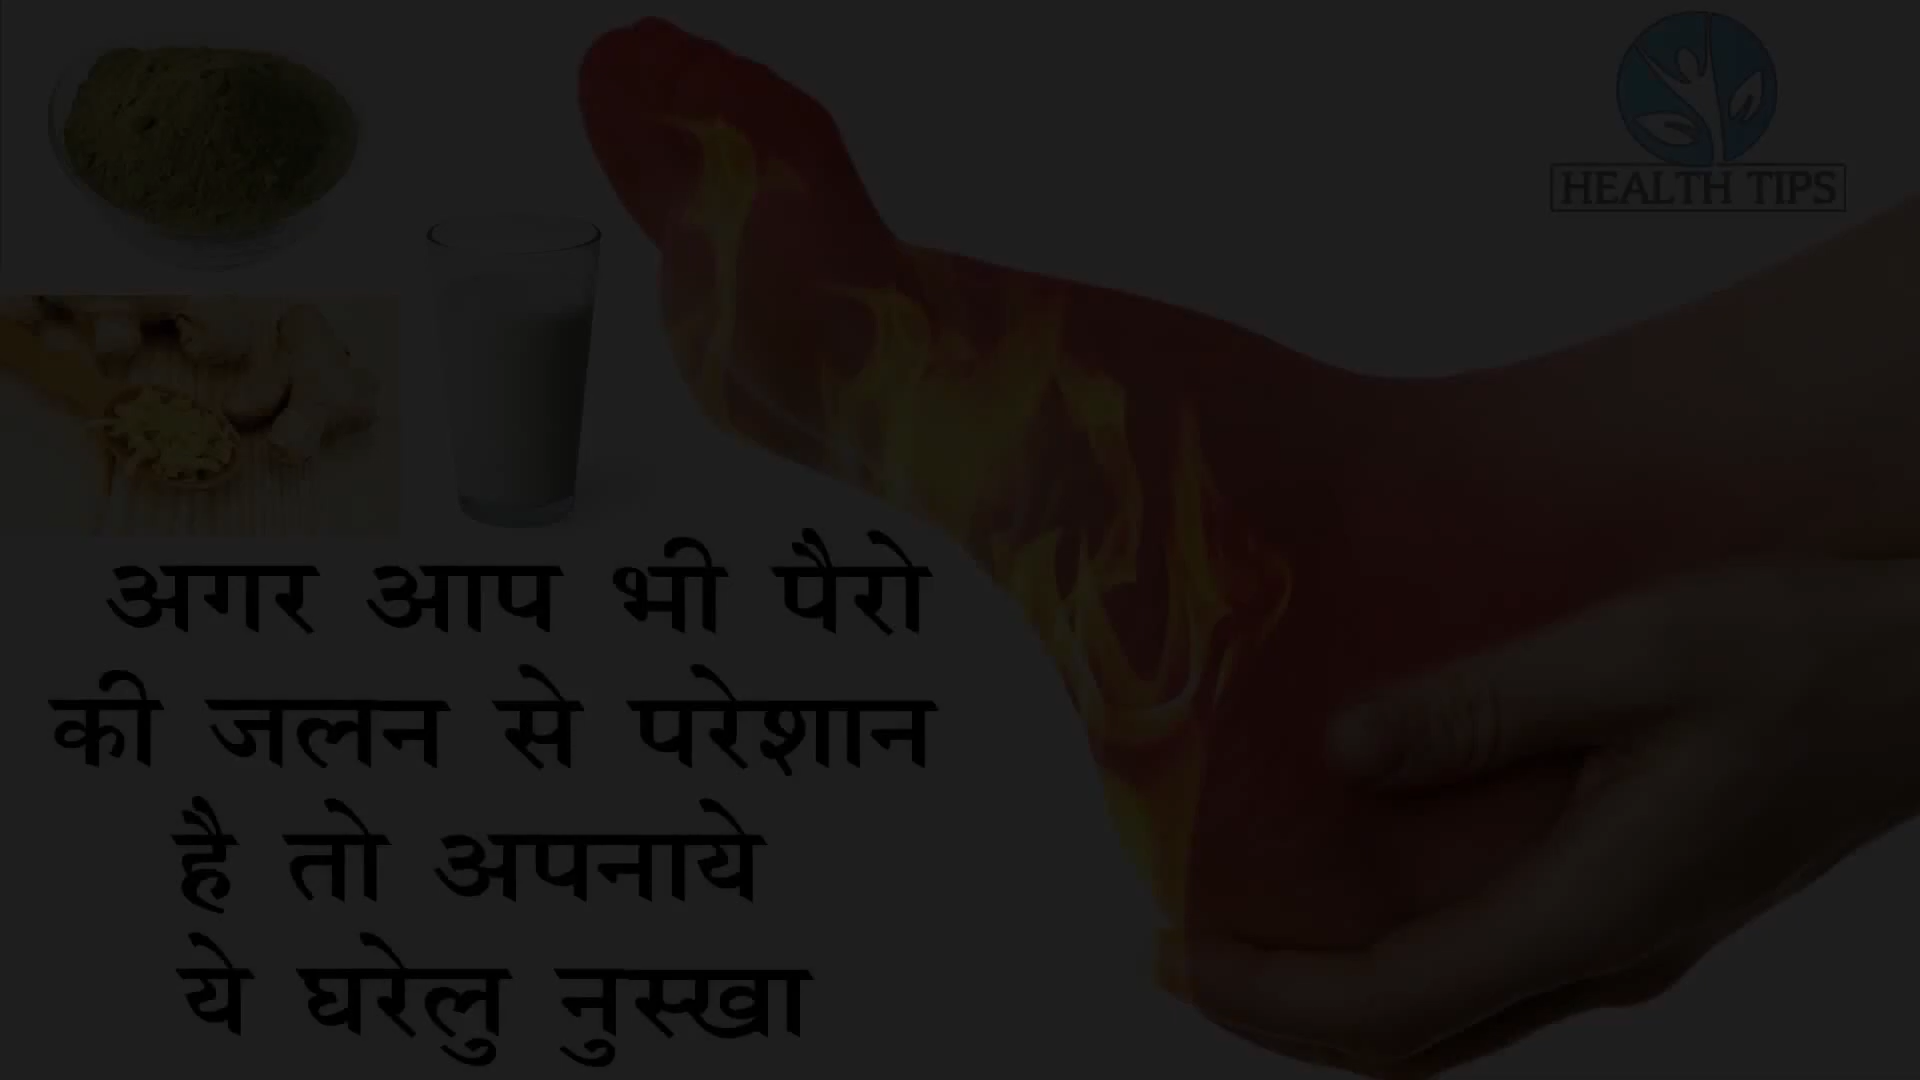 HEALTH TIPS
अगर आप भी पैरो
की जलन से परेशान
है तो अपनाये
ये घरेलु नुस्खा